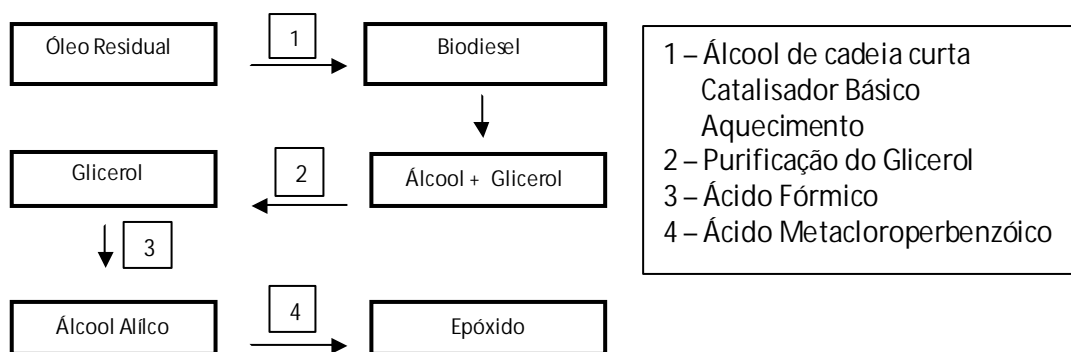 Óleo Residual
1
Biodiesel
Glicerol
2
Álcool + Glicerol
3
Álcool Alílco
4
Epóxido
1 – Álcool de cadeia curta
Catalisador Básico
Aquecimento
2 – Purificação do Glicerol
3 – Ácido Fórmico
4 – Ácido Metacloroperbenzóico